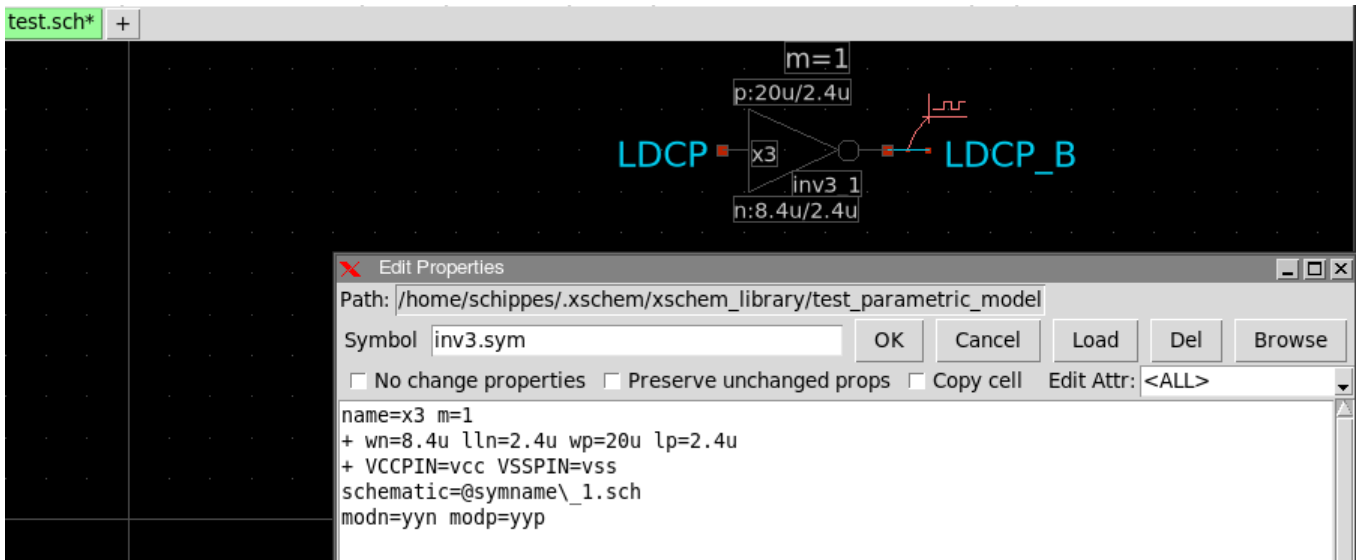 test.sch* +
m=1
p:20u/2.4u
LDCP x3 LDCP_B
inv3_1
n:8.4u/2.4u
Edit Properties
Path: /home/schippes/.xschem/xschem_library/test_parametric_model
Symbol inv3.sym OK Cancel Load Del Browse
No change properties Preserve unchanged props Copy cell Edit Attr: <ALL>
name=x3 m=1
+ wn=8.4u lln=2.4u wp=20u lp=2.4u
+ VCCPIN=vcc VSSPIN=vss
schematic=@symname\_1.sch
modn=yyn modp=yyp